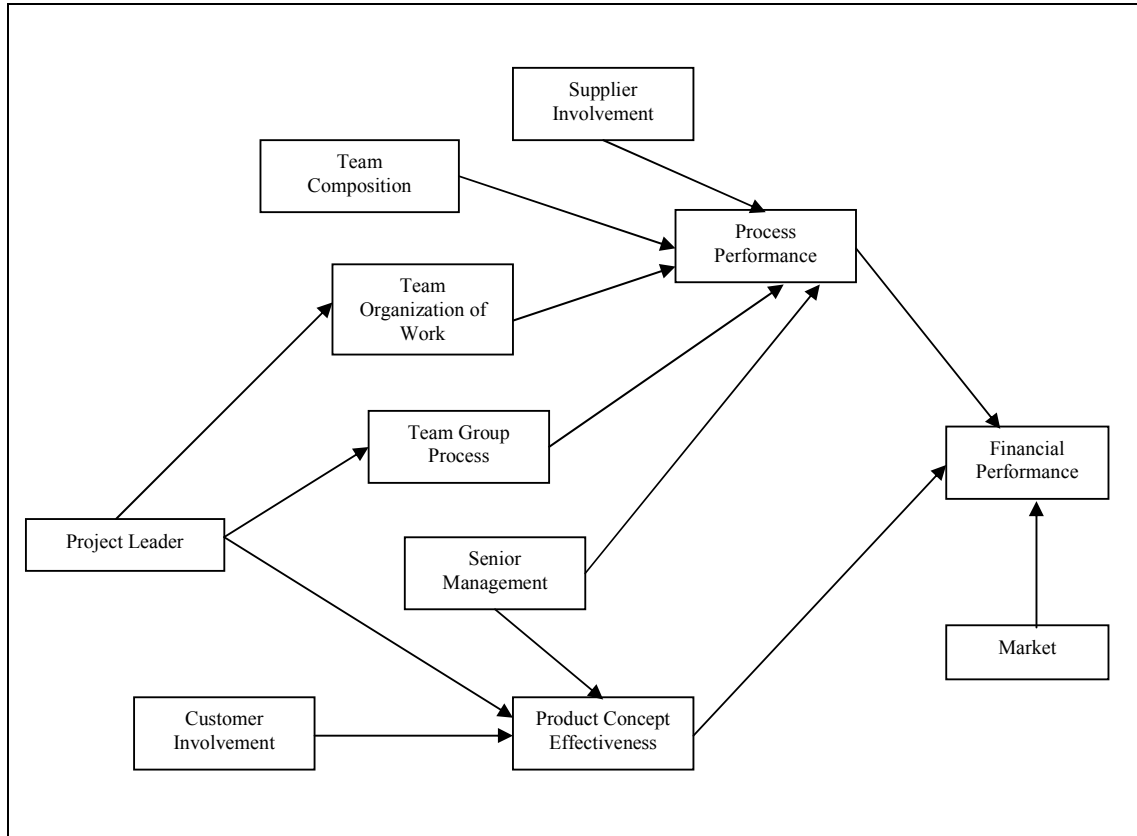 Supplier
Involvement
Team
Composition
Process
Performance
Team
Organization of
Work
Team Group
Process
Financial
Performance
Project Leader
Senior
Management
Market
Customer
Involvement
Product Concept
Effectiveness